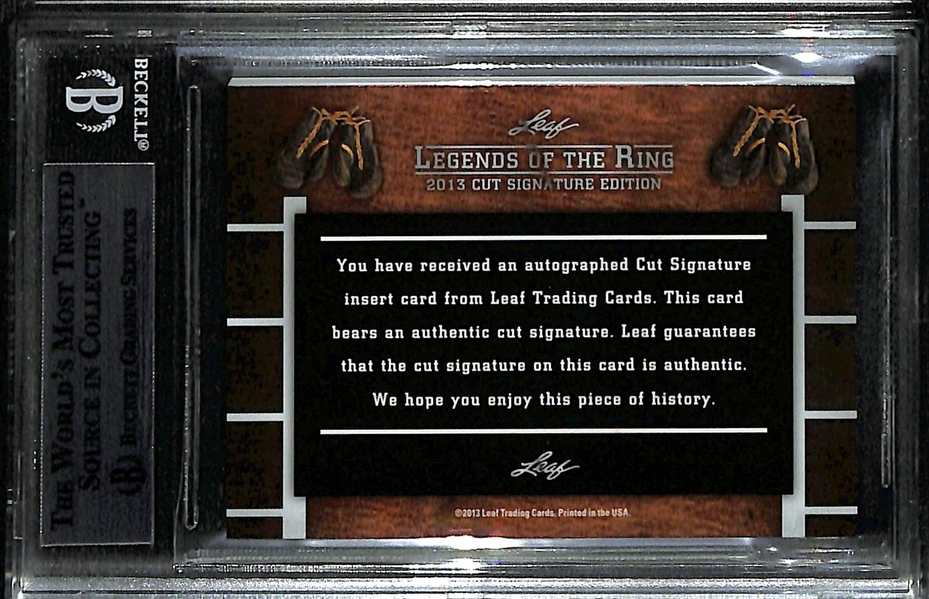 BECKETT®
B
THE WORLD'S MOST TRUSTED
SOURCE IN COLLECTING™
B BECKETT GRADING SERVICES
Leaf
LEGENDS OF THE RING
2013 CUT SIGNATURE EDITION
You have received an autographed Cut Signature
insert card from Leaf Trading Cards. This card
bears an authentic cut signature. Leaf guarantees
that the cut signature on this card is authentic.
We hope you enjoy this piece of history.
Leaf
©2013 Leaf Trading Cards, Printed in the USA.